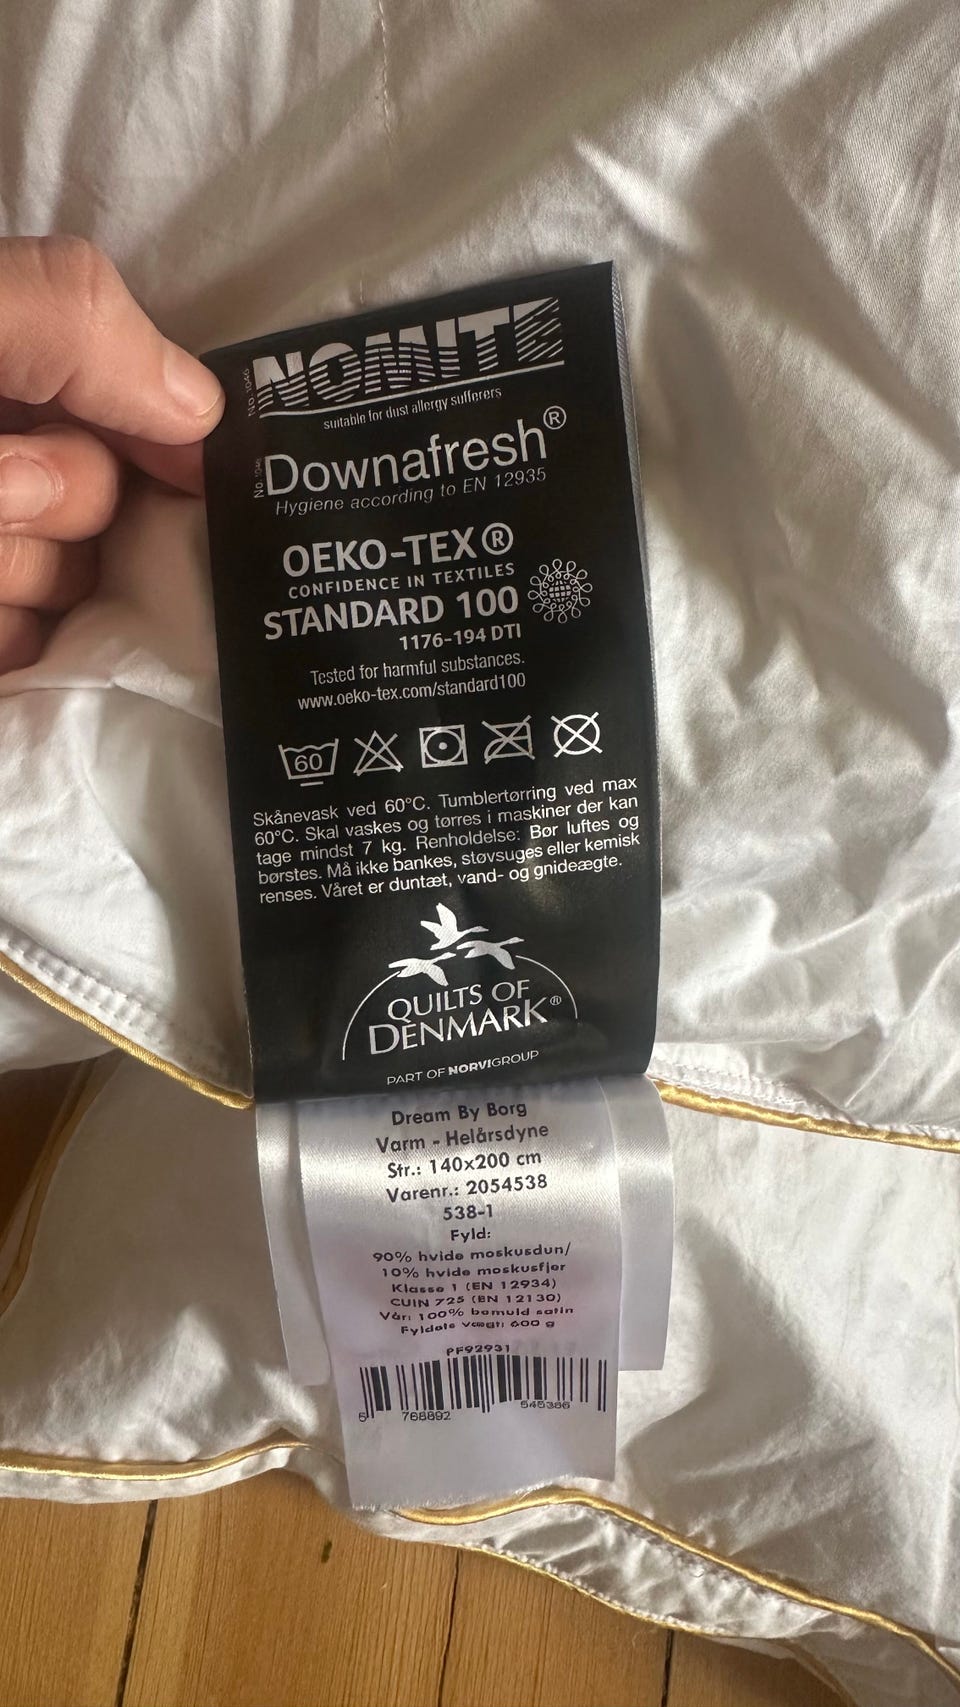 No. 1046
NOMITE
suitable for dust allergy sufferers
No. 1046
Downafresh®
Hygiene according to EN 12935
OEKO-TEX®
CONFIDENCE IN TEXTILES
STANDARD 100
1176-194 DTI
Tested for harmful substances.
www.oeko-tex.com/standard100
60
Skånevask ved 60°C. Tumblertørring ved max
60°C. Skal vaskes og tørres i maskiner der kan
tage mindst 7 kg. Renholdelse: Bør luftes og
børstes. Må ikke bankes, støvsuges eller kemisk
renses. Våret er duntæt, vand- og gnideægte.
QUILTS OF
DENMARK®
PART OF NORVIGROUP
Dream By Borg
Varm - Helårsdyne
Str.: 140x200 cm
Varenr.: 2054538
538-1
Fyld:
90% hvide moskusdun/
10% hvide moskusfjer
Klasse 1 (EN 12934)
CUIN 725 (EN 12130)
Vår: 100% bomuld satin
Fyldets vægt: 600 g
PF92931
5 768892 545386